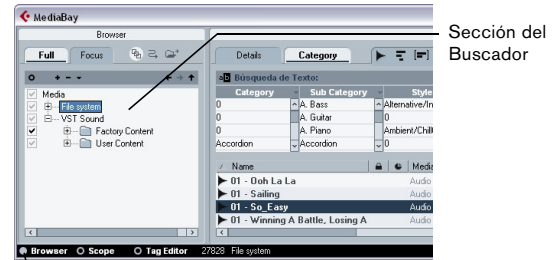 MediaBay
Browser
Full Focus
Details Category
Sección del
Buscador
Búsqueda de Texto:
Category Sub Category Style
0 A. Bass Alternative/In
0 A. Guitar 0
0 A. Piano Ambient/Chill
Accordion Accordion 0
Media
File system
VST Sound
Factory Content
User Content
Name Media
01 - Ooh La La Audio
01 - Sailing Audio
01 - So_Easy Audio
01 - Winning A Battle, Losing A Audio
Browser Scope Tag Editor 27828 File system